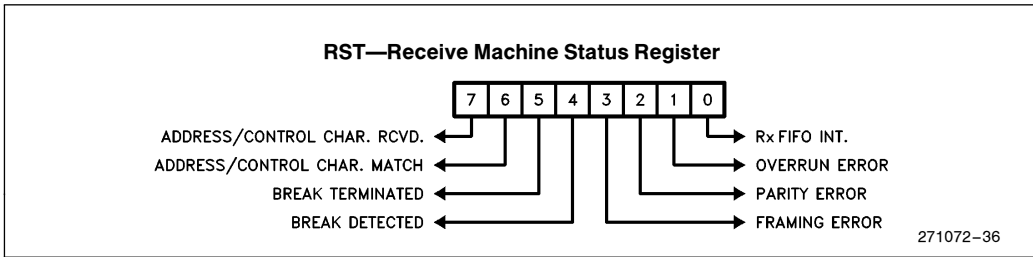 RST—Receive Machine Status Register
7 6 5 4 3 2 1 0
ADDRESS/CONTROL CHAR. RCVD.
ADDRESS/CONTROL CHAR. MATCH
BREAK TERMINATED
BREAK DETECTED
Rx FIFO INT.
OVERRUN ERROR
PARITY ERROR
FRAMING ERROR
271072–36